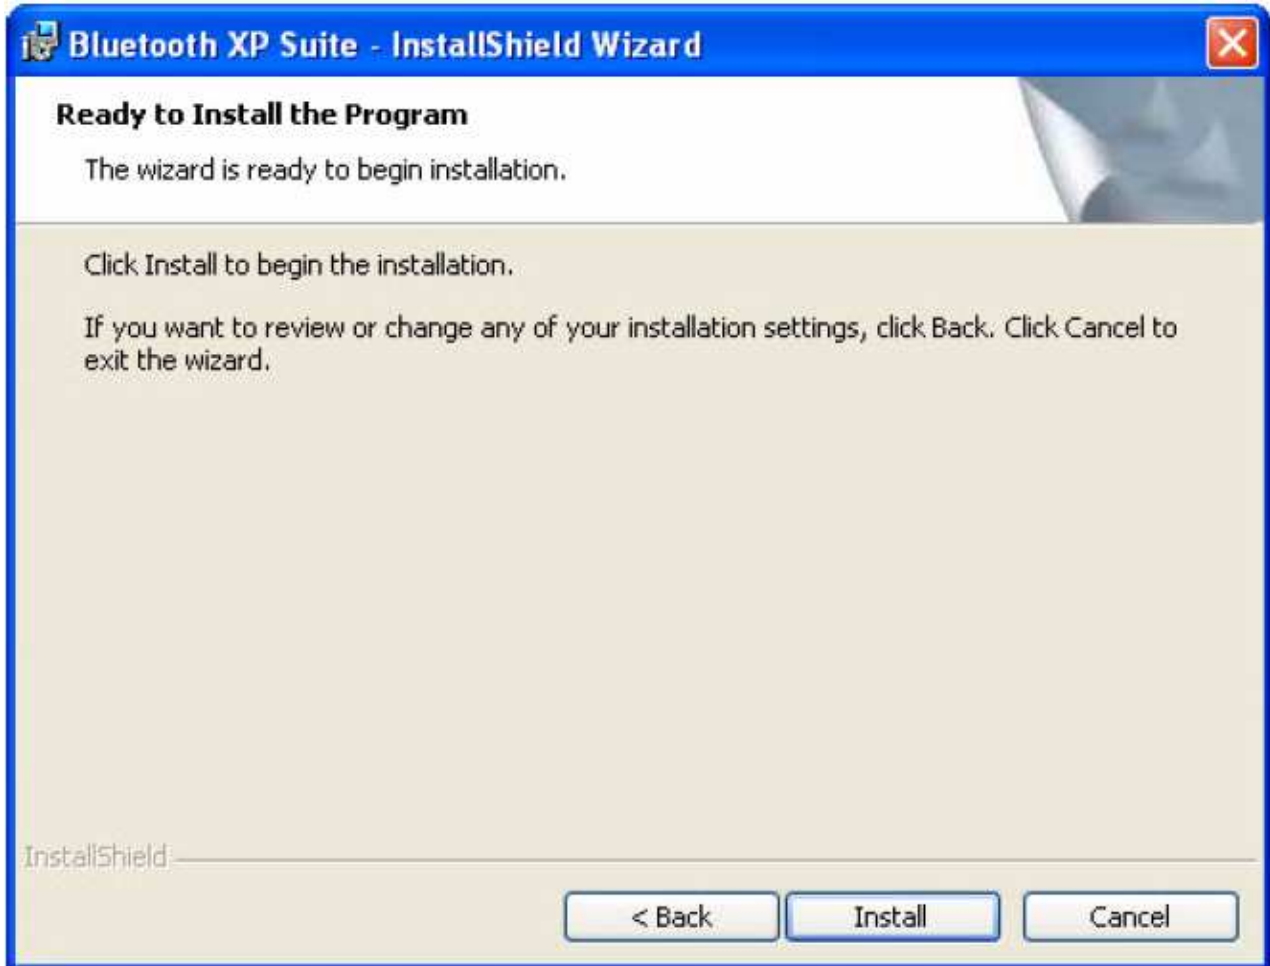 Bluetooth XP Suite - InstallShield Wizard
Ready to Install the Program
The wizard is ready to begin installation.
Click Install to begin the installation.
If you want to review or change any of your installation settings, click Back. Click Cancel to
exit the wizard.
InstallShield
< Back
Install
Cancel